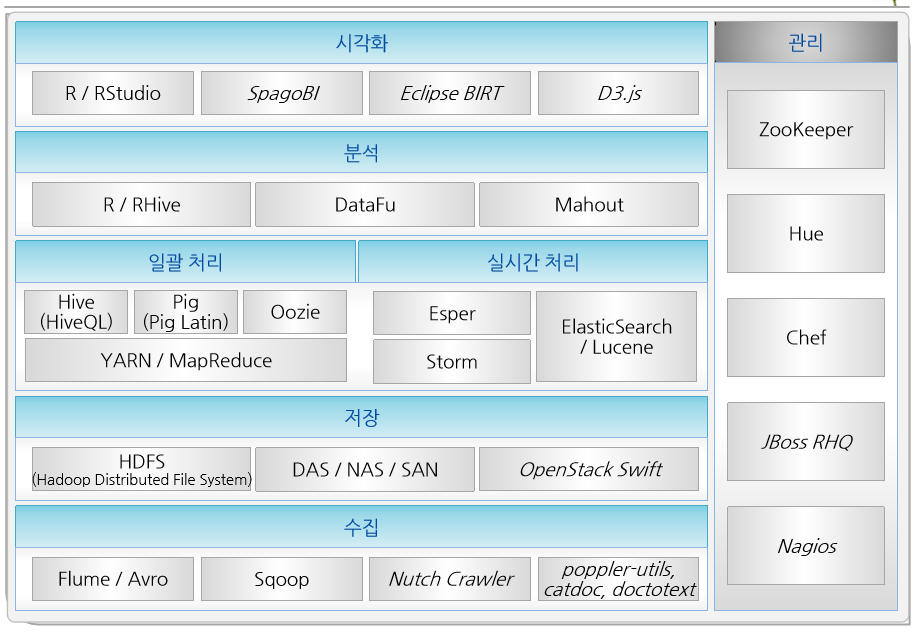 시각화
R / RStudio
SpagoBI
Eclipse BIRT
D3.js
분석
R / RHive
DataFu
Mahout
일괄 처리
Hive
(HiveQL)
Pig
(Pig Latin)
Oozie
YARN / MapReduce
실시간 처리
Esper
Storm
ElasticSearch
/ Lucene
저장
HDFS
(Hadoop Distributed File System)
DAS / NAS / SAN
OpenStack Swift
수집
Flume / Avro
Sqoop
Nutch Crawler
poppler-utils,
catdoc, doctotext
관리
ZooKeeper
Hue
Chef
JBoss RHQ
Nagios